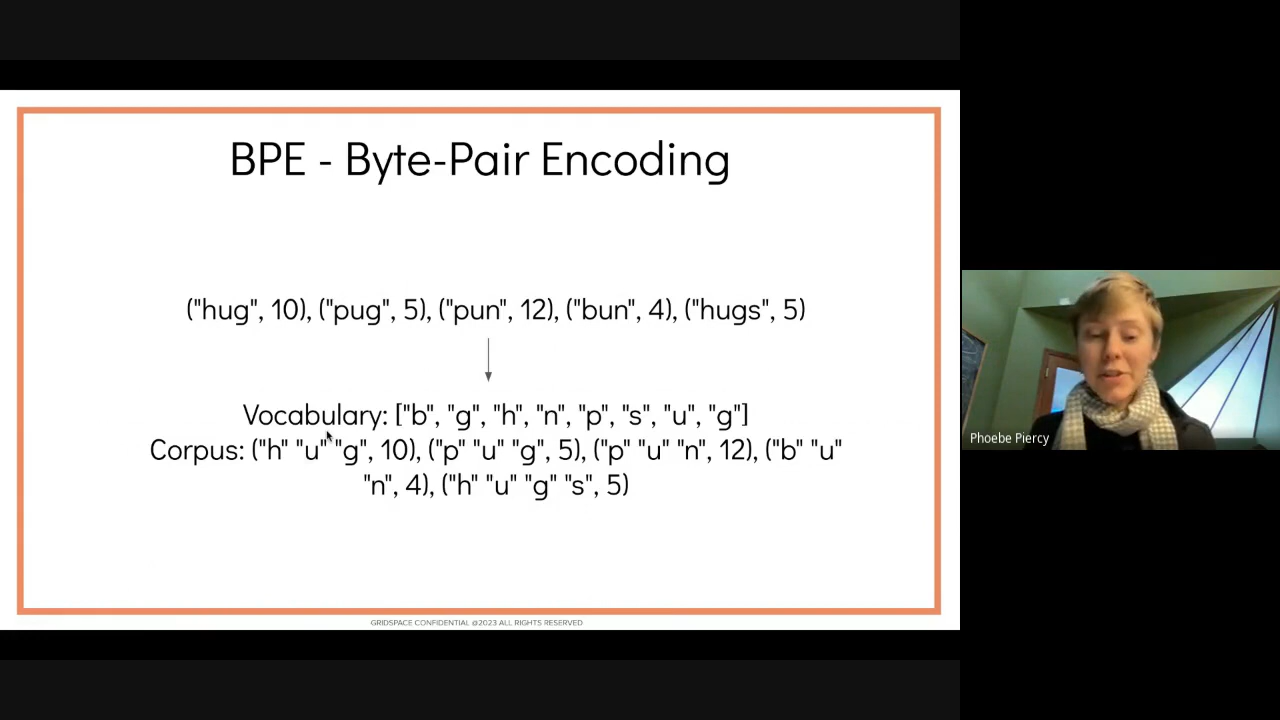 BPE - Byte-Pair Encoding
("hug", 10), ("pug", 5), ("pun", 12), ("bun", 4), ("hugs", 5)
Vocabulary: ["b", "g", "h", "n", "p", "s", "u", "g"]
Corpus: ("h" "u" "g", 10), ("p" "u" "g", 5), ("p" "u" "n", 12), ("b" "u"
"n", 4), ("h" "u" "g" "s", 5)
GRIDSPACE CONFIDENTIAL @2023 ALL RIGHTS RESERVED
Phoebe Piercy